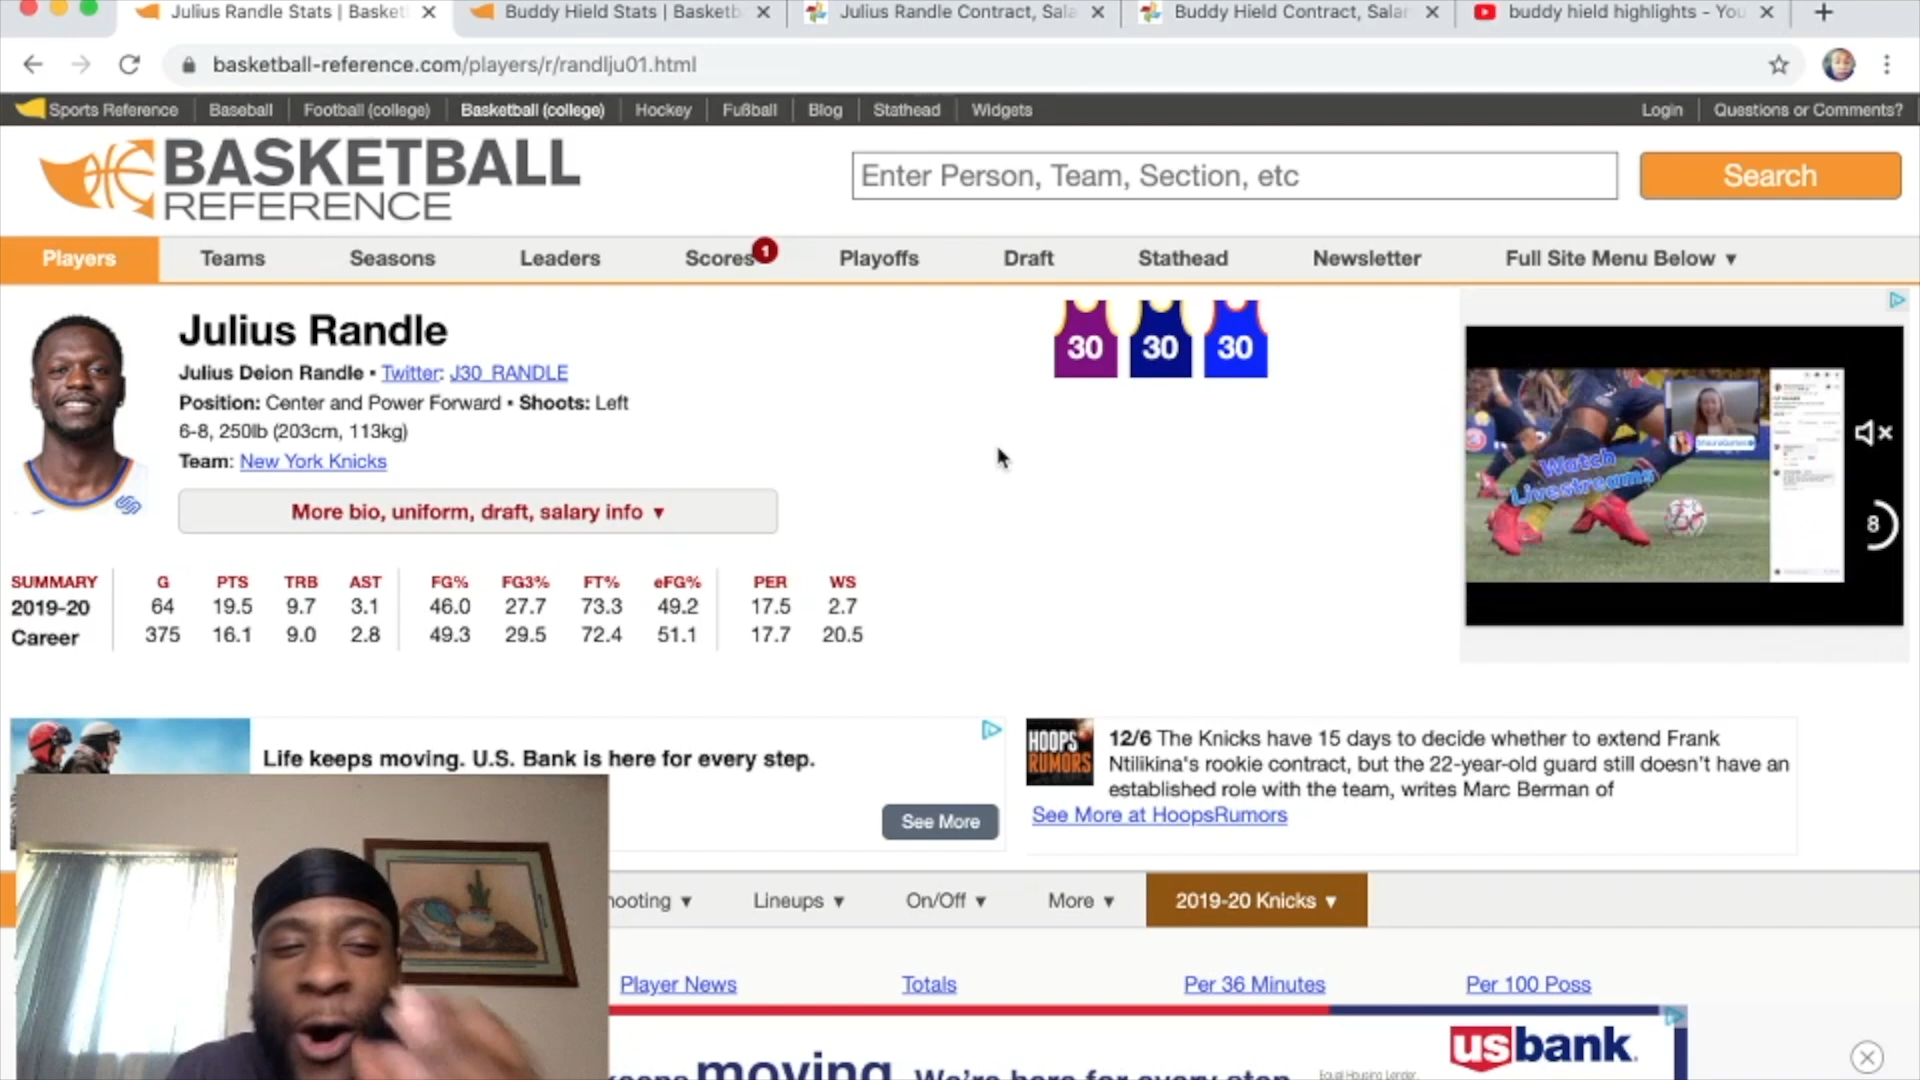 Julius Randle Stats | Basket
Buddy Hield Stats | Basketb
Julius Randle Contract, Sala
Buddy Hield Contract, Salar
buddy hield highlights - You
basketball-reference.com/players/r/randlju01.html
Sports Reference
Baseball
Football (college)
Basketball (college)
Hockey
Fußball
Blog
Stathead
Widgets
Login
Questions or Comments?
BASKETBALL
REFERENCE
Enter Person, Team, Section, etc
Search
Players
Teams
Seasons
Leaders
Scores
1
Playoffs
Draft
Stathead
Newsletter
Full Site Menu Below ▼
Julius Randle
Julius Deion Randle ▪ Twitter: J30_RANDLE
Position: Center and Power Forward ▪ Shoots: Left
6-8, 250lb (203cm, 113kg)
Team: New York Knicks
More bio, uniform, draft, salary info ▼
30
30
30
Watch
Livestreams
8
SUMMARY G PTS TRB AST FG% FG3% FT% eFG% PER WS
2019-20 64 19.5 9.7 3.1 46.0 27.7 73.3 49.2 17.5 2.7
Career 375 16.1 9.0 2.8 49.3 29.5 72.4 51.1 17.7 20.5
Life keeps moving. U.S. Bank is here for every step.
See More
HOOPS
RUMORS
12/6 The Knicks have 15 days to decide whether to extend Frank
Ntilikina's rookie contract, but the 22-year-old guard still doesn't have an
established role with the team, writes Marc Berman of
See More at HoopsRumors
hooting ▼
Lineups ▼
On/Off ▼
More ▼
2019-20 Knicks ▼
Player News
Totals
Per 36 Minutes
Per 100 Poss
keeps moving. We're here for every step.
usbank.
Equal Housing Lender.